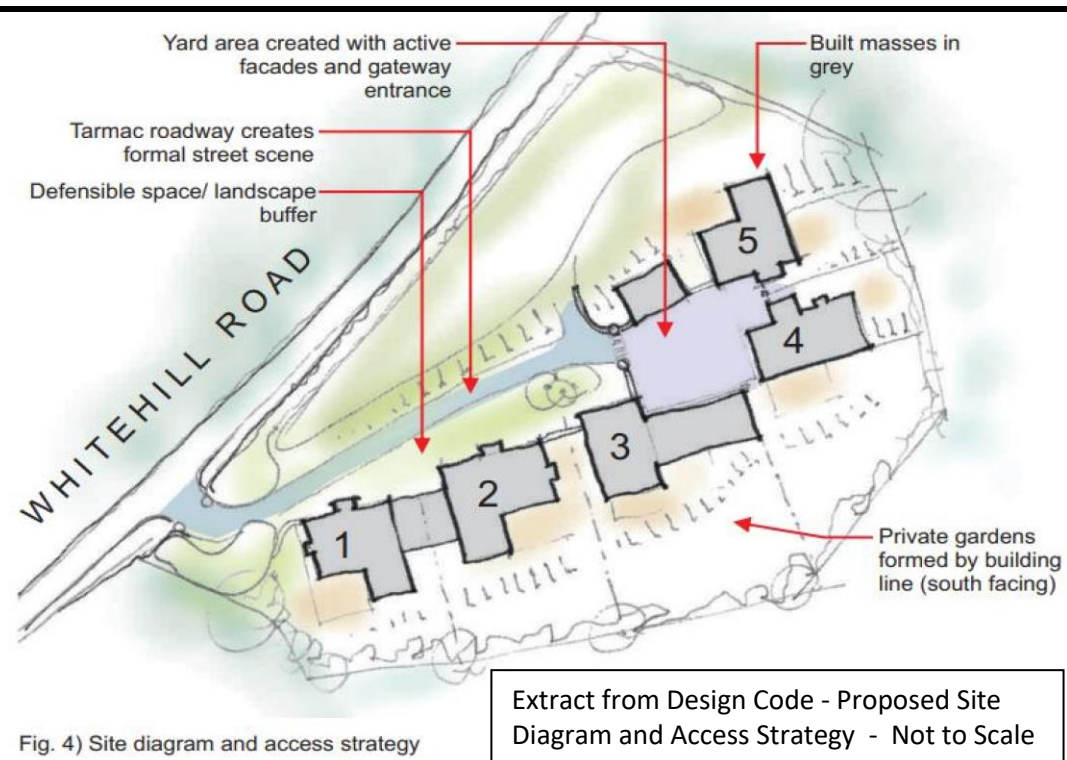 Yard area created with active
facades and gateway
entrance
Built masses in
grey
Tarmac roadway creates
formal street scene
Defensible space/ landscape
buffer
WHITEHILL ROAD
5
4
3
2
1
Private gardens
formed by building
line (south facing)
Extract from Design Code - Proposed Site
Diagram and Access Strategy - Not to Scale
Fig. 4) Site diagram and access strategy